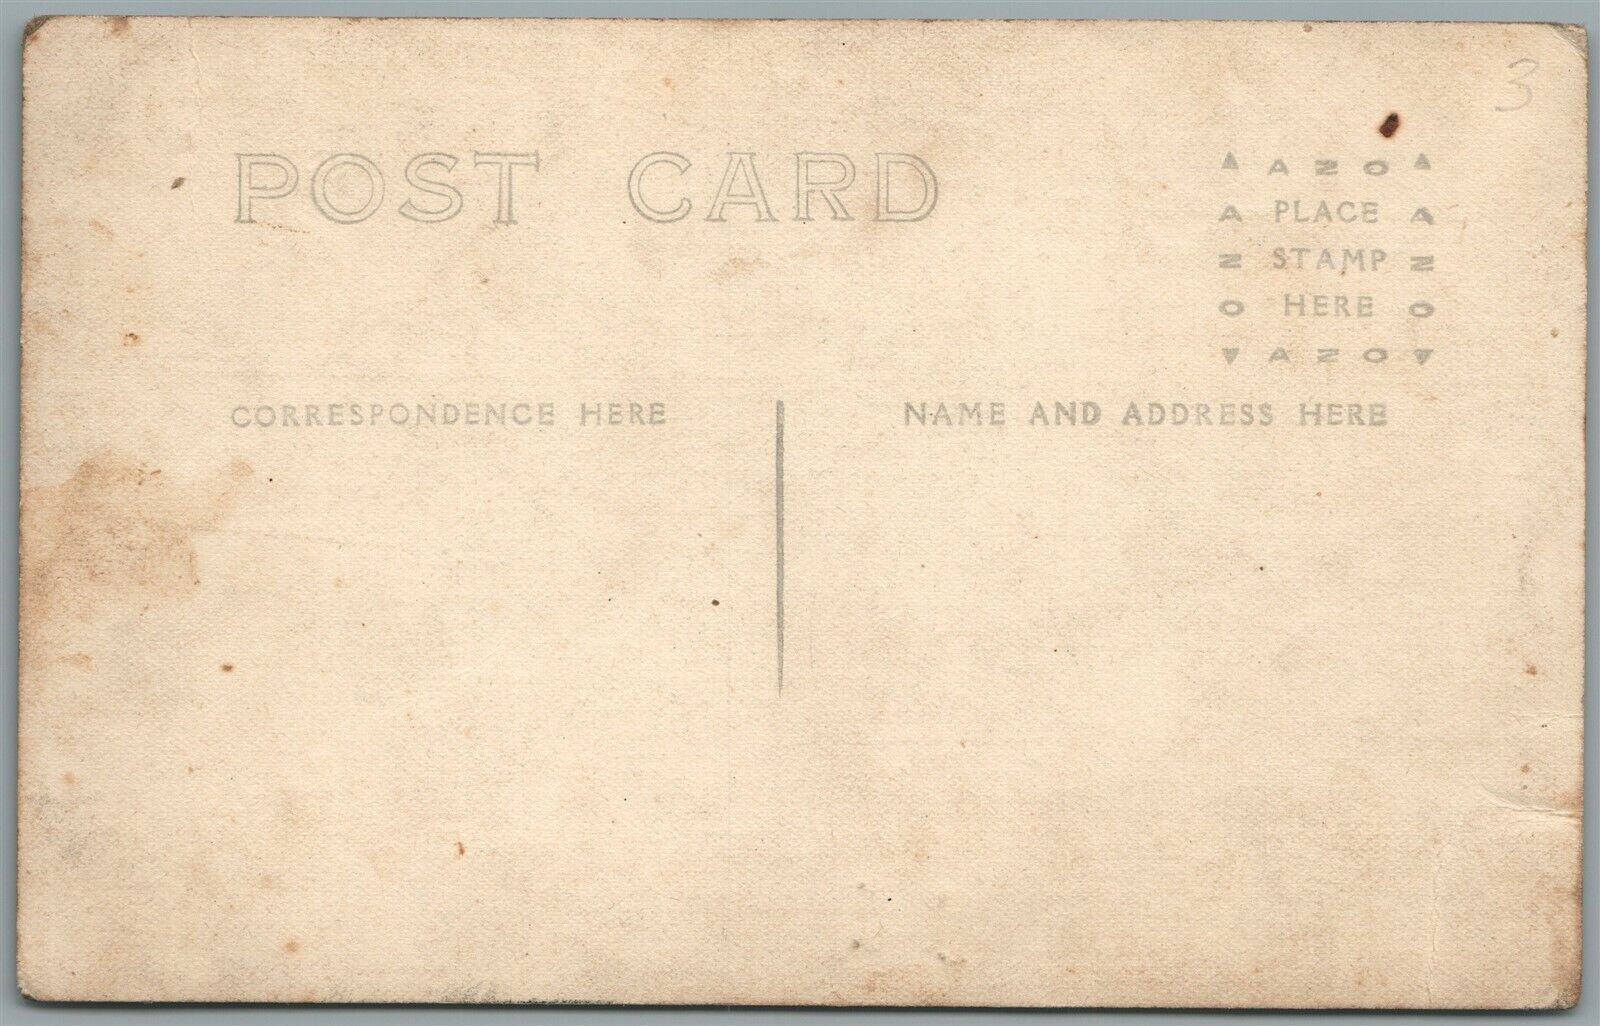 3
POST CARD
▲ AZO ▲
A PLACE A
Z STAMP Z
O HERE O
▼ AZO ▼
CORRESPONDENCE HERE
NAME AND ADDRESS HERE